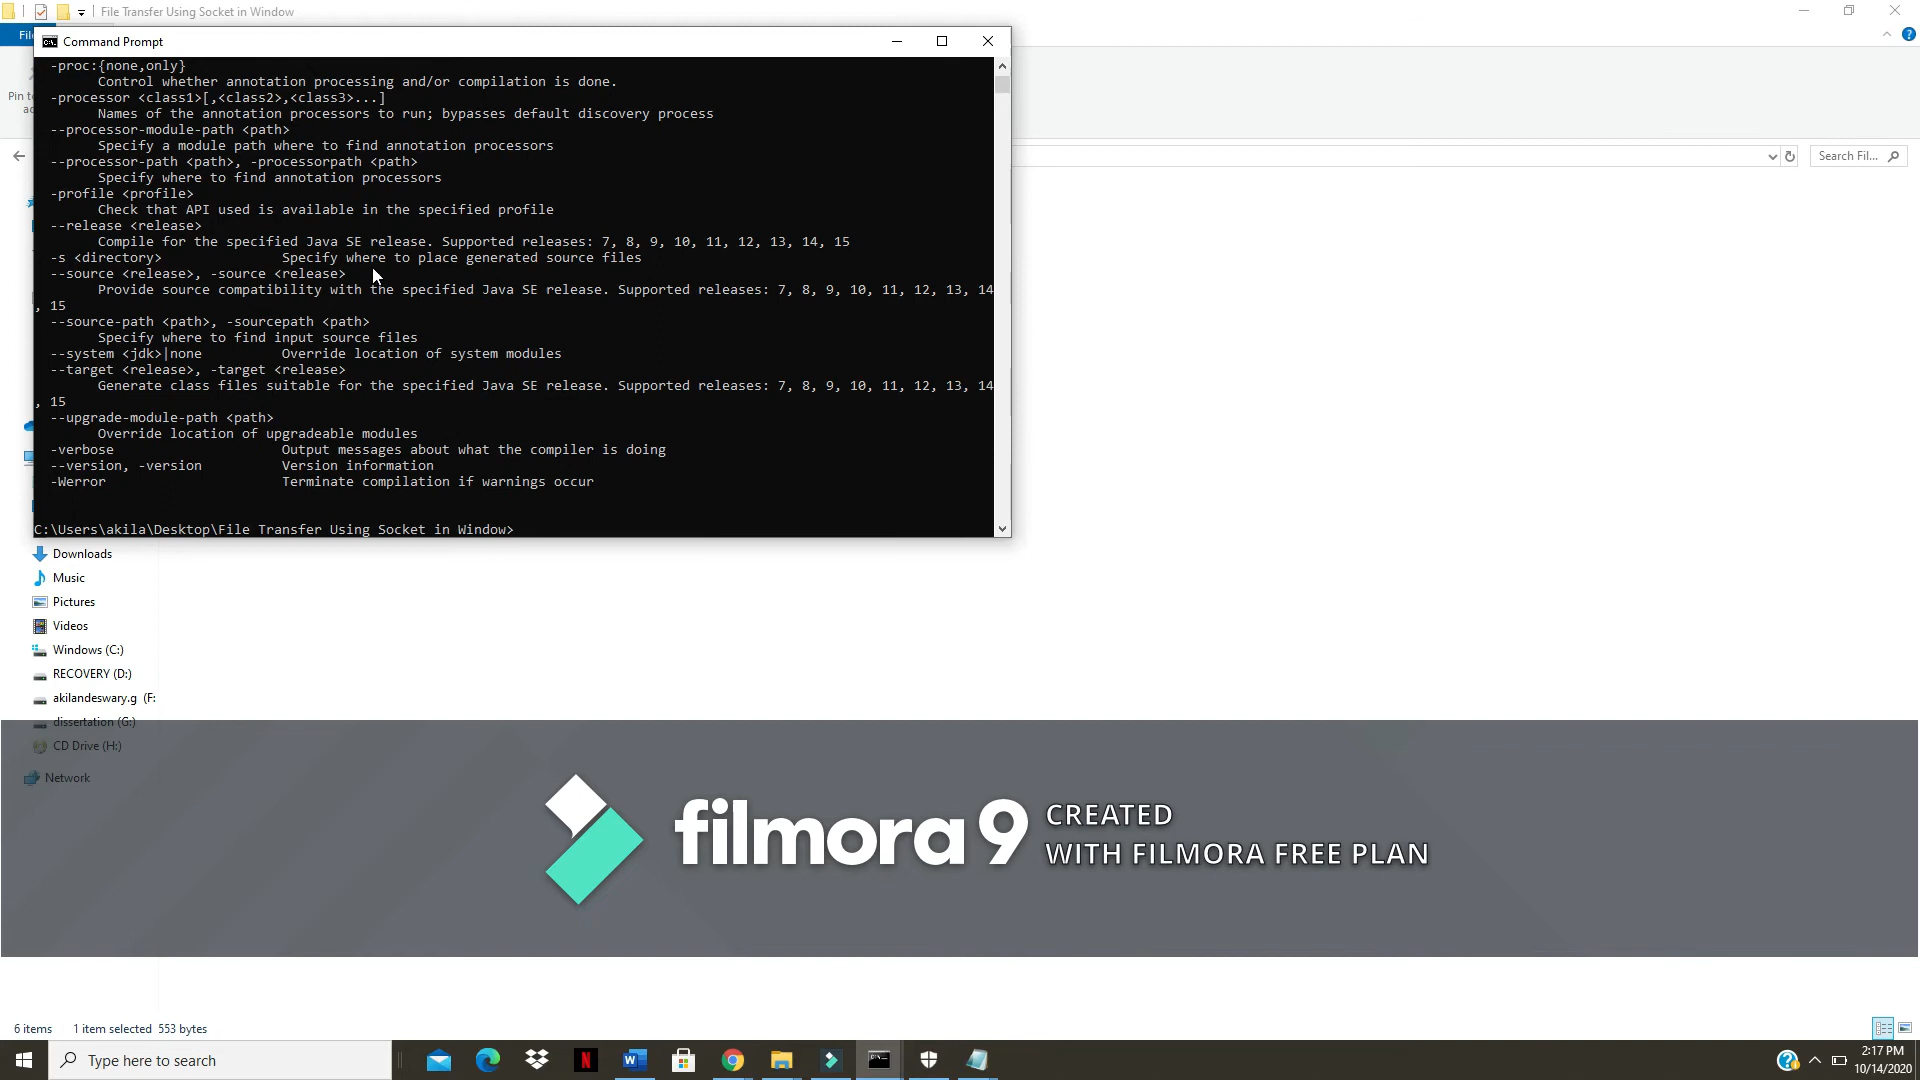 File Transfer Using Socket in Window
Fil
Command Prompt
-proc:{none,only}
Control whether annotation processing and/or compilation is done.
-processor <class1>[,<class2>,<class3>...]
Names of the annotation processors to run; bypasses default discovery process
--processor-module-path <path>
Specify a module path where to find annotation processors
--processor-path <path>, -processorpath <path>
Specify where to find annotation processors
-profile <profile>
Check that API used is available in the specified profile
--release <release>
Compile for the specified Java SE release. Supported releases: 7, 8, 9, 10, 11, 12, 13, 14, 15
-s <directory> Specify where to place generated source files
--source <release>, -source <release>
Provide source compatibility with the specified Java SE release. Supported releases: 7, 8, 9, 10, 11, 12, 13, 14
, 15
--source-path <path>, -sourcepath <path>
Specify where to find input source files
--system <jdk>|none Override location of system modules
--target <release>, -target <release>
Generate class files suitable for the specified Java SE release. Supported releases: 7, 8, 9, 10, 11, 12, 13, 14
, 15
--upgrade-module-path <path>
Override location of upgradeable modules
-verbose Output messages about what the compiler is doing
--version, -version Version information
-Werror Terminate compilation if warnings occur
C:\Users\akila\Desktop\File Transfer Using Socket in Window>
Pin to
ac
Search Fil...
Downloads
Music
Pictures
Videos
Windows (C:)
RECOVERY (D:)
akilandeswary.g (F:
dissertation (G:)
CD Drive (H:)
Network
filmora 9
CREATED
WITH FILMORA FREE PLAN
6 items 1 item selected 553 bytes
Type here to search
2:17 PM
10/14/2020